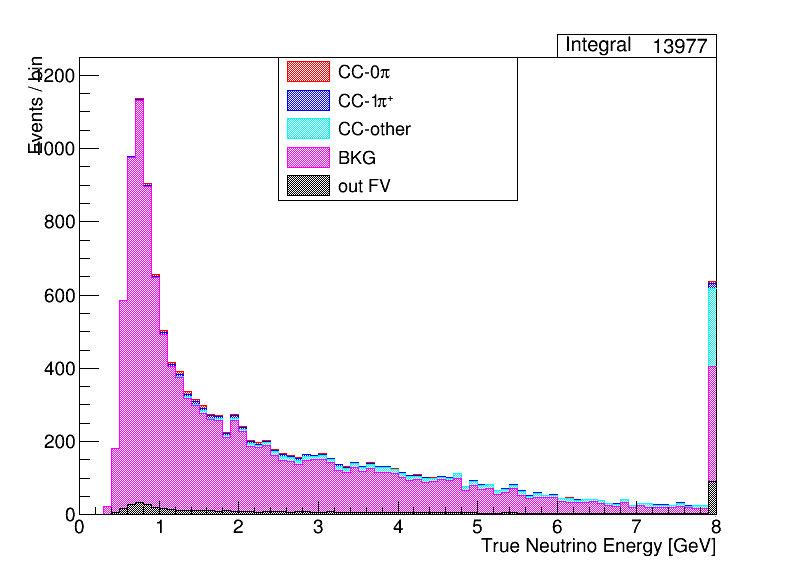 Integral 13977
Events / bin
CC-0π
CC-1π⁺
CC-other
BKG
out FV
1200
1000
800
600
400
200
0
0 1 2 3 4 5 6 7 8
True Neutrino Energy [GeV]